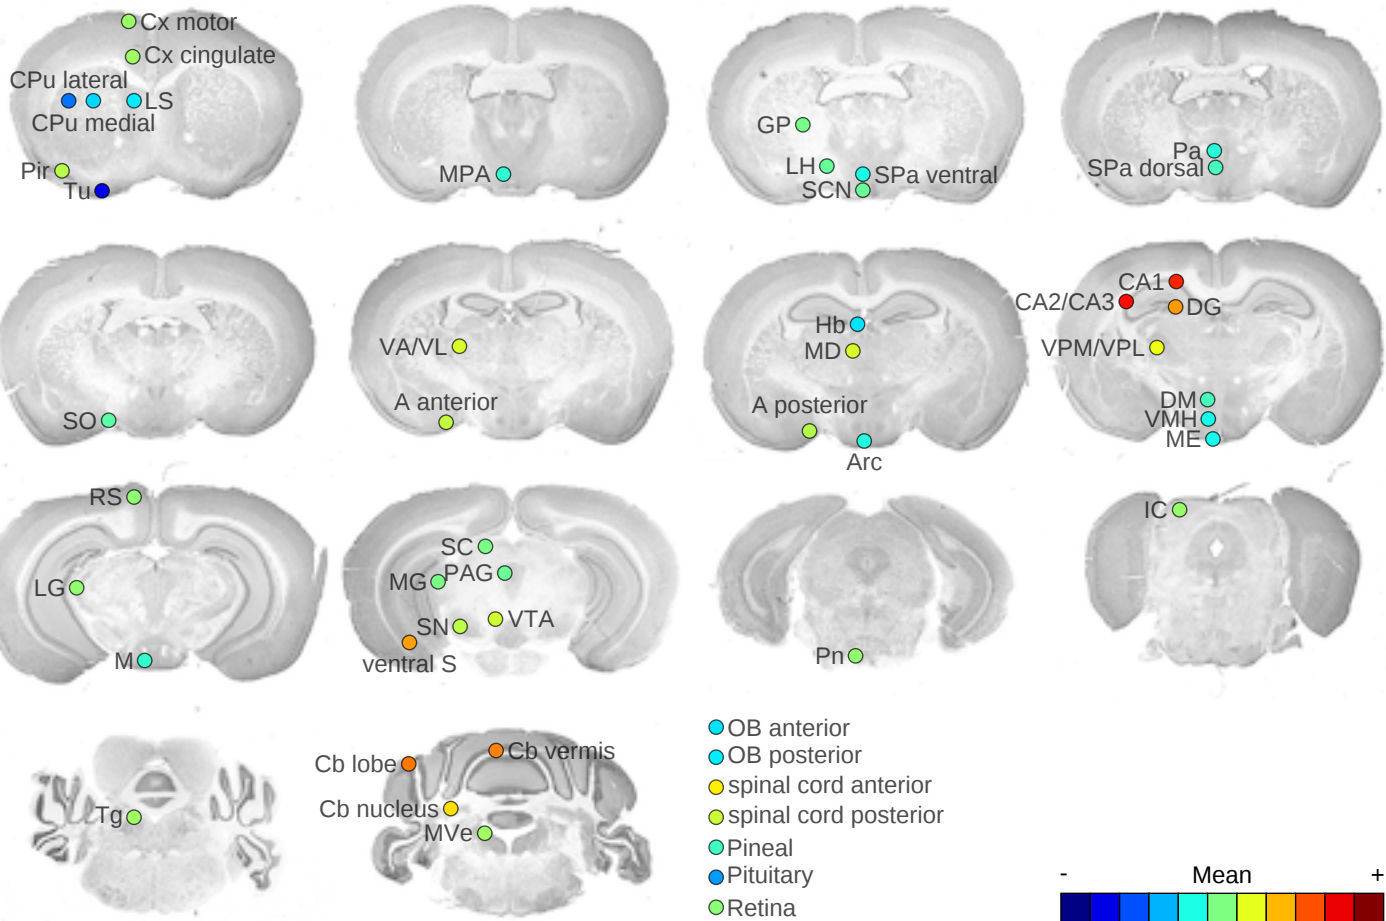 Cx motor
Cx cingulate
CPu lateral
LS
CPu medial
Pir
Tu
MPA
GP
LH
SPa ventral
SCN
Pa
SPa dorsal
SO
VA/VL
A anterior
Hb
MD
A posterior
Arc
CA1
CA2/CA3
DG
VPM/VPL
DM
VMH
ME
RS
LG
M
SC
MG
PAG
SN
VTA
ventral S
Pn
IC
Tg
Cb lobe
Cb vermis
Cb nucleus
MVe
OB anterior
OB posterior
spinal cord anterior
spinal cord posterior
Pineal
Pituitary
Retina
- Mean +